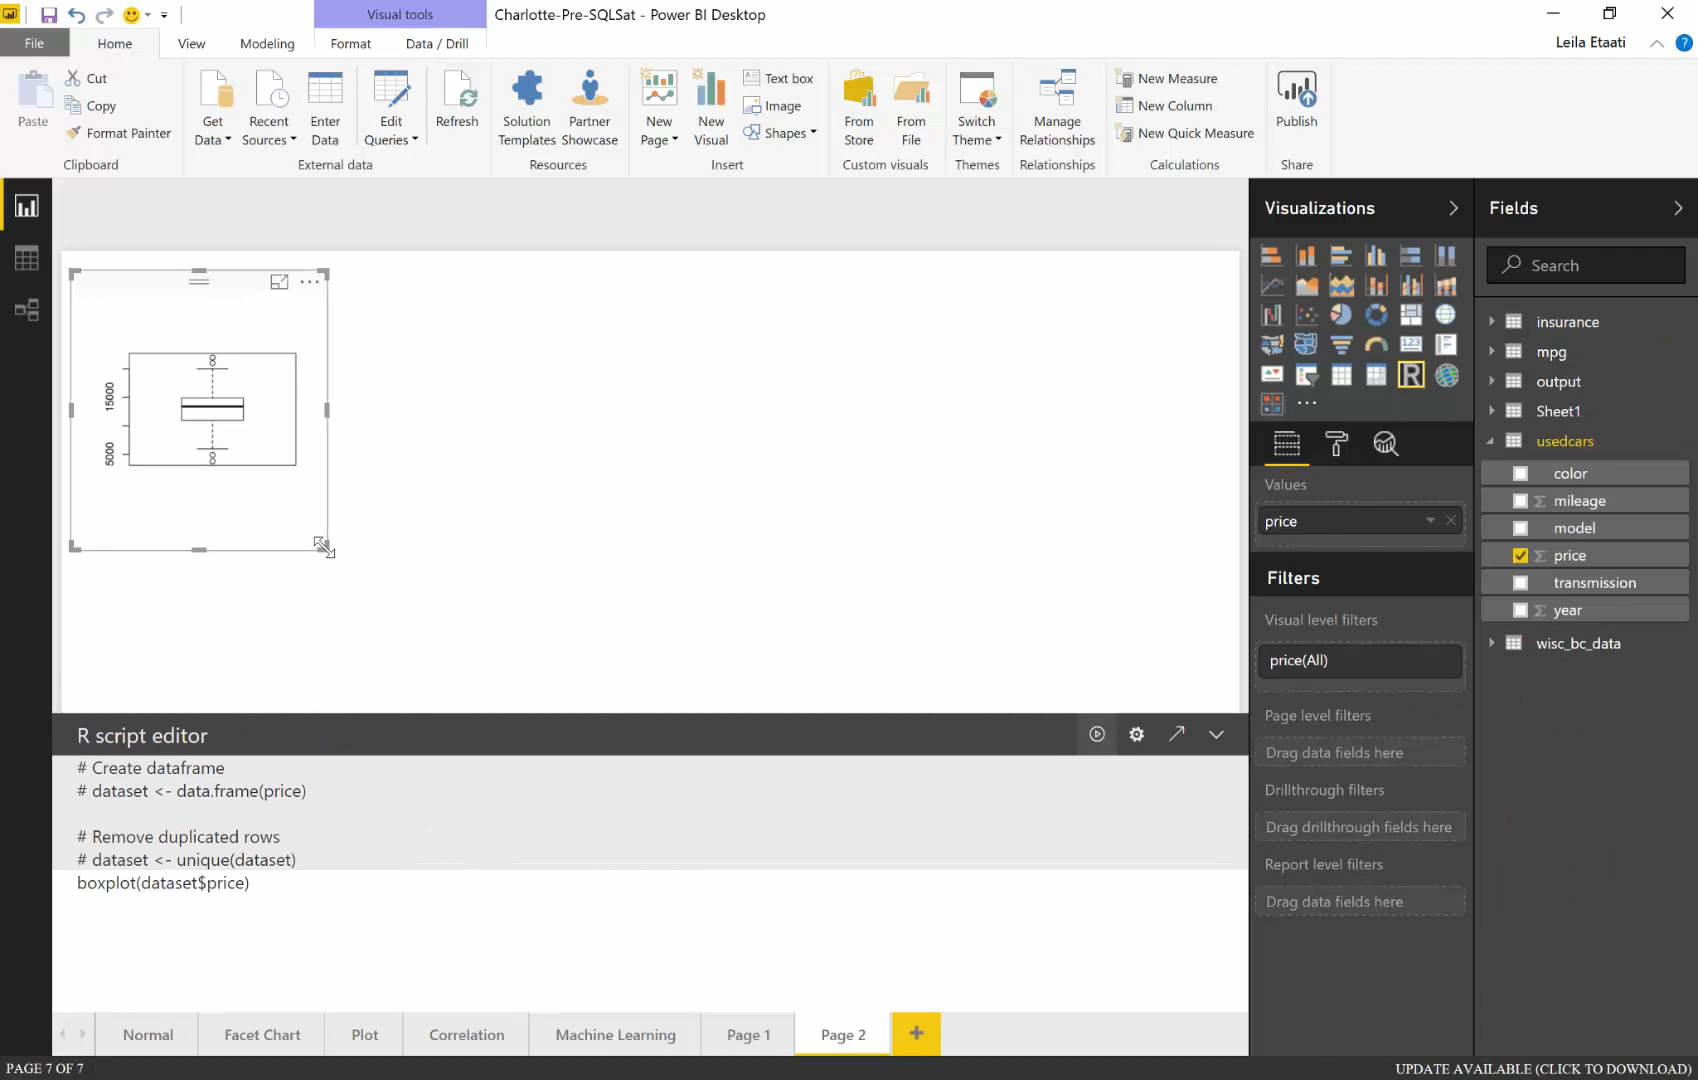 Visual tools
Charlotte-Pre-SQLSat - Power BI Desktop
File
Home
View
Modeling
Format
Data / Drill
Leila Etaati
?
Paste
Cut
Copy
Format Painter
Clipboard
Get
Data
Recent
Sources
Enter
Data
Edit
Queries
Refresh
External data
Solution
Templates
Partner
Showcase
Resources
New
Page
New
Visual
Text box
Image
Shapes
Insert
From
Store
From
File
Custom visuals
Switch
Theme
Themes
Manage
Relationships
Relationships
New Measure
New Column
New Quick Measure
Calculations
Publish
Share
15000
5000
Visualizations
123
R
Values
price
Filters
Visual level filters
price(All)
Page level filters
Drag data fields here
Drillthrough filters
Drag drillthrough fields here
Report level filters
Drag data fields here
Fields
Search
insurance
mpg
output
Sheet1
usedcars
color
Σ mileage
model
Σ price
transmission
Σ year
wisc_bc_data
R script editor
# Create dataframe
# dataset <- data.frame(price)
# Remove duplicated rows
# dataset <- unique(dataset)
boxplot(dataset$price)
Normal
Facet Chart
Plot
Correlation
Machine Learning
Page 1
Page 2
+
PAGE 7 OF 7
UPDATE AVAILABLE (CLICK TO DOWNLOAD)